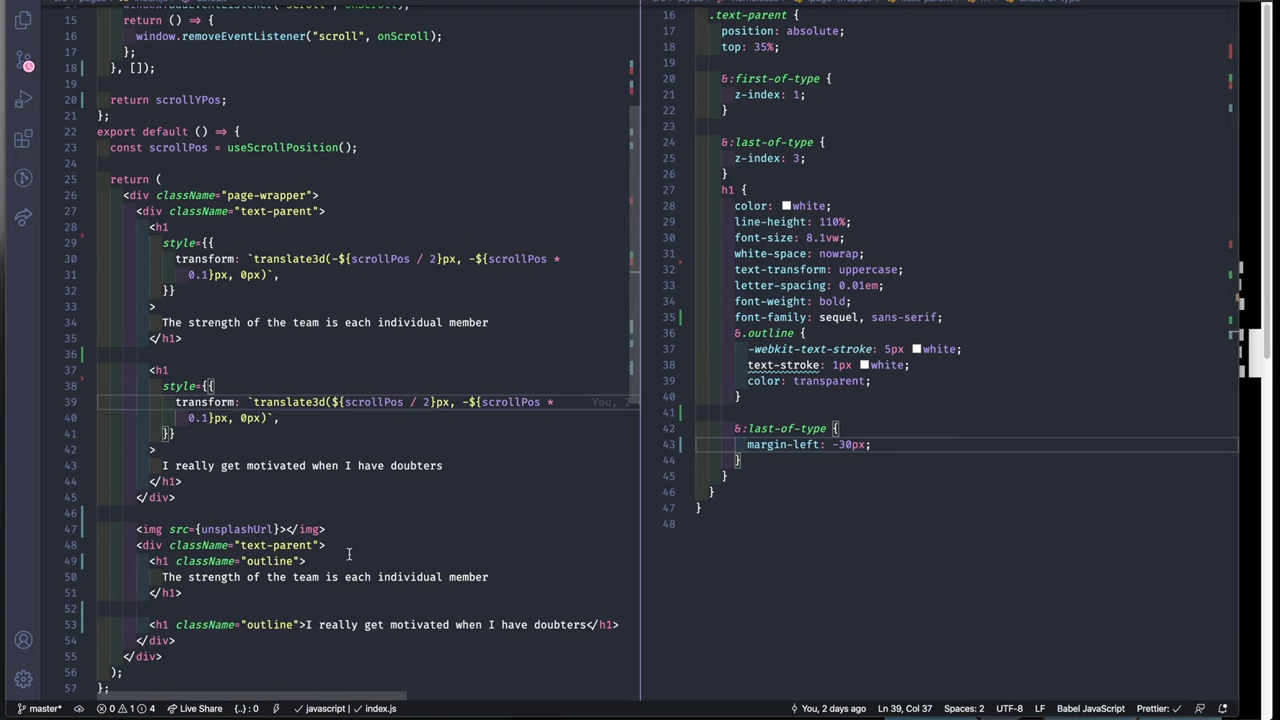 15 return () => {
16 window.removeEventListener("scroll", onScroll);
17 };
18 }, []);
19
20 return scrollYPos;
21 };
22 export default () => {
23 const scrollPos = useScrollPosition();
24
25 return (
26 <div className="page-wrapper">
27 <div className="text-parent">
28 <h1
29 style={{
30 transform: `translate3d(-${scrollPos / 2}px, -${scrollPos *
31 0.1}px, 0px)`,
32 }}
33 >
34 The strength of the team is each individual member
35 </h1>
36
37 <h1
38 style={{
39 transform: `translate3d(${scrollPos / 2}px, -${scrollPos * You, 2
40 0.1}px, 0px)`,
41 }}
42 >
43 I really get motivated when I have doubters
44 </h1>
45 </div>
46
47 <img src={unsplashUrl}></img>
48 <div className="text-parent">
49 <h1 className="outline">
50 The strength of the team is each individual member
51 </h1>
52
53 <h1 className="outline">I really get motivated when I have doubters</h1>
54 </div>
55 </div>
56 );
57 };
16 .text-parent {
17 position: absolute;
18 top: 35%;
19
20 &:first-of-type {
21 z-index: 1;
22 }
23
24 &:last-of-type {
25 z-index: 3;
26 }
27 h1 {
28 color: white;
29 line-height: 110%;
30 font-size: 8.1vw;
31 white-space: nowrap;
32 text-transform: uppercase;
33 letter-spacing: 0.01em;
34 font-weight: bold;
35 font-family: sequel, sans-serif;
36 &.outline {
37 -webkit-text-stroke: 5px white;
38 text-stroke: 1px white;
39 color: transparent;
40 }
41
42 &:last-of-type {
43 margin-left: -30px;
44 }
45 }
46 }
47 }
48
master* 0 1 4 Live Share {..} : 0 javascript | index.js You, 2 days ago Ln 39, Col 37 Spaces: 2 UTF-8 LF Babel JavaScript Prettier: